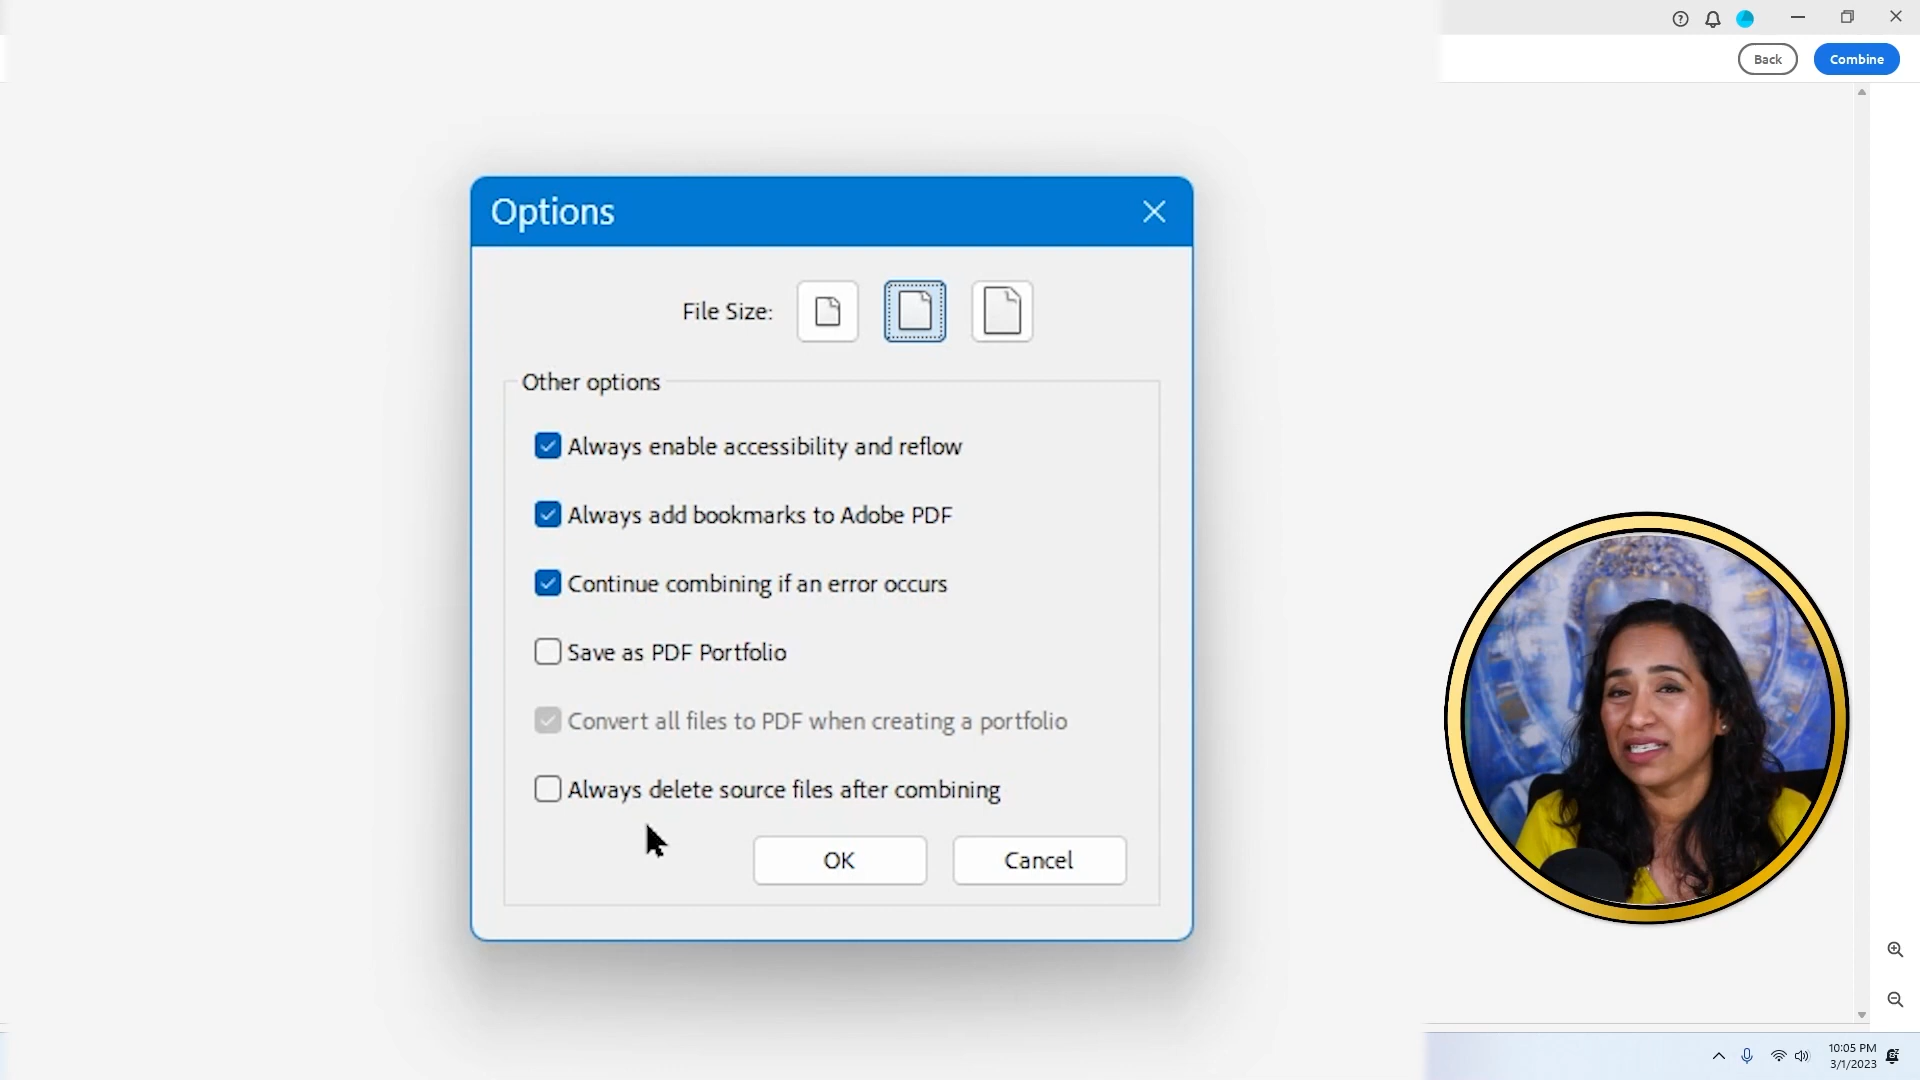 Back
Combine
Options
File Size:
Other options
Always enable accessibility and reflow
Always add bookmarks to Adobe PDF
Continue combining if an error occurs
Save as PDF Portfolio
Convert all files to PDF when creating a portfolio
Always delete source files after combining
OK
Cancel
10:05 PM
3/1/2023